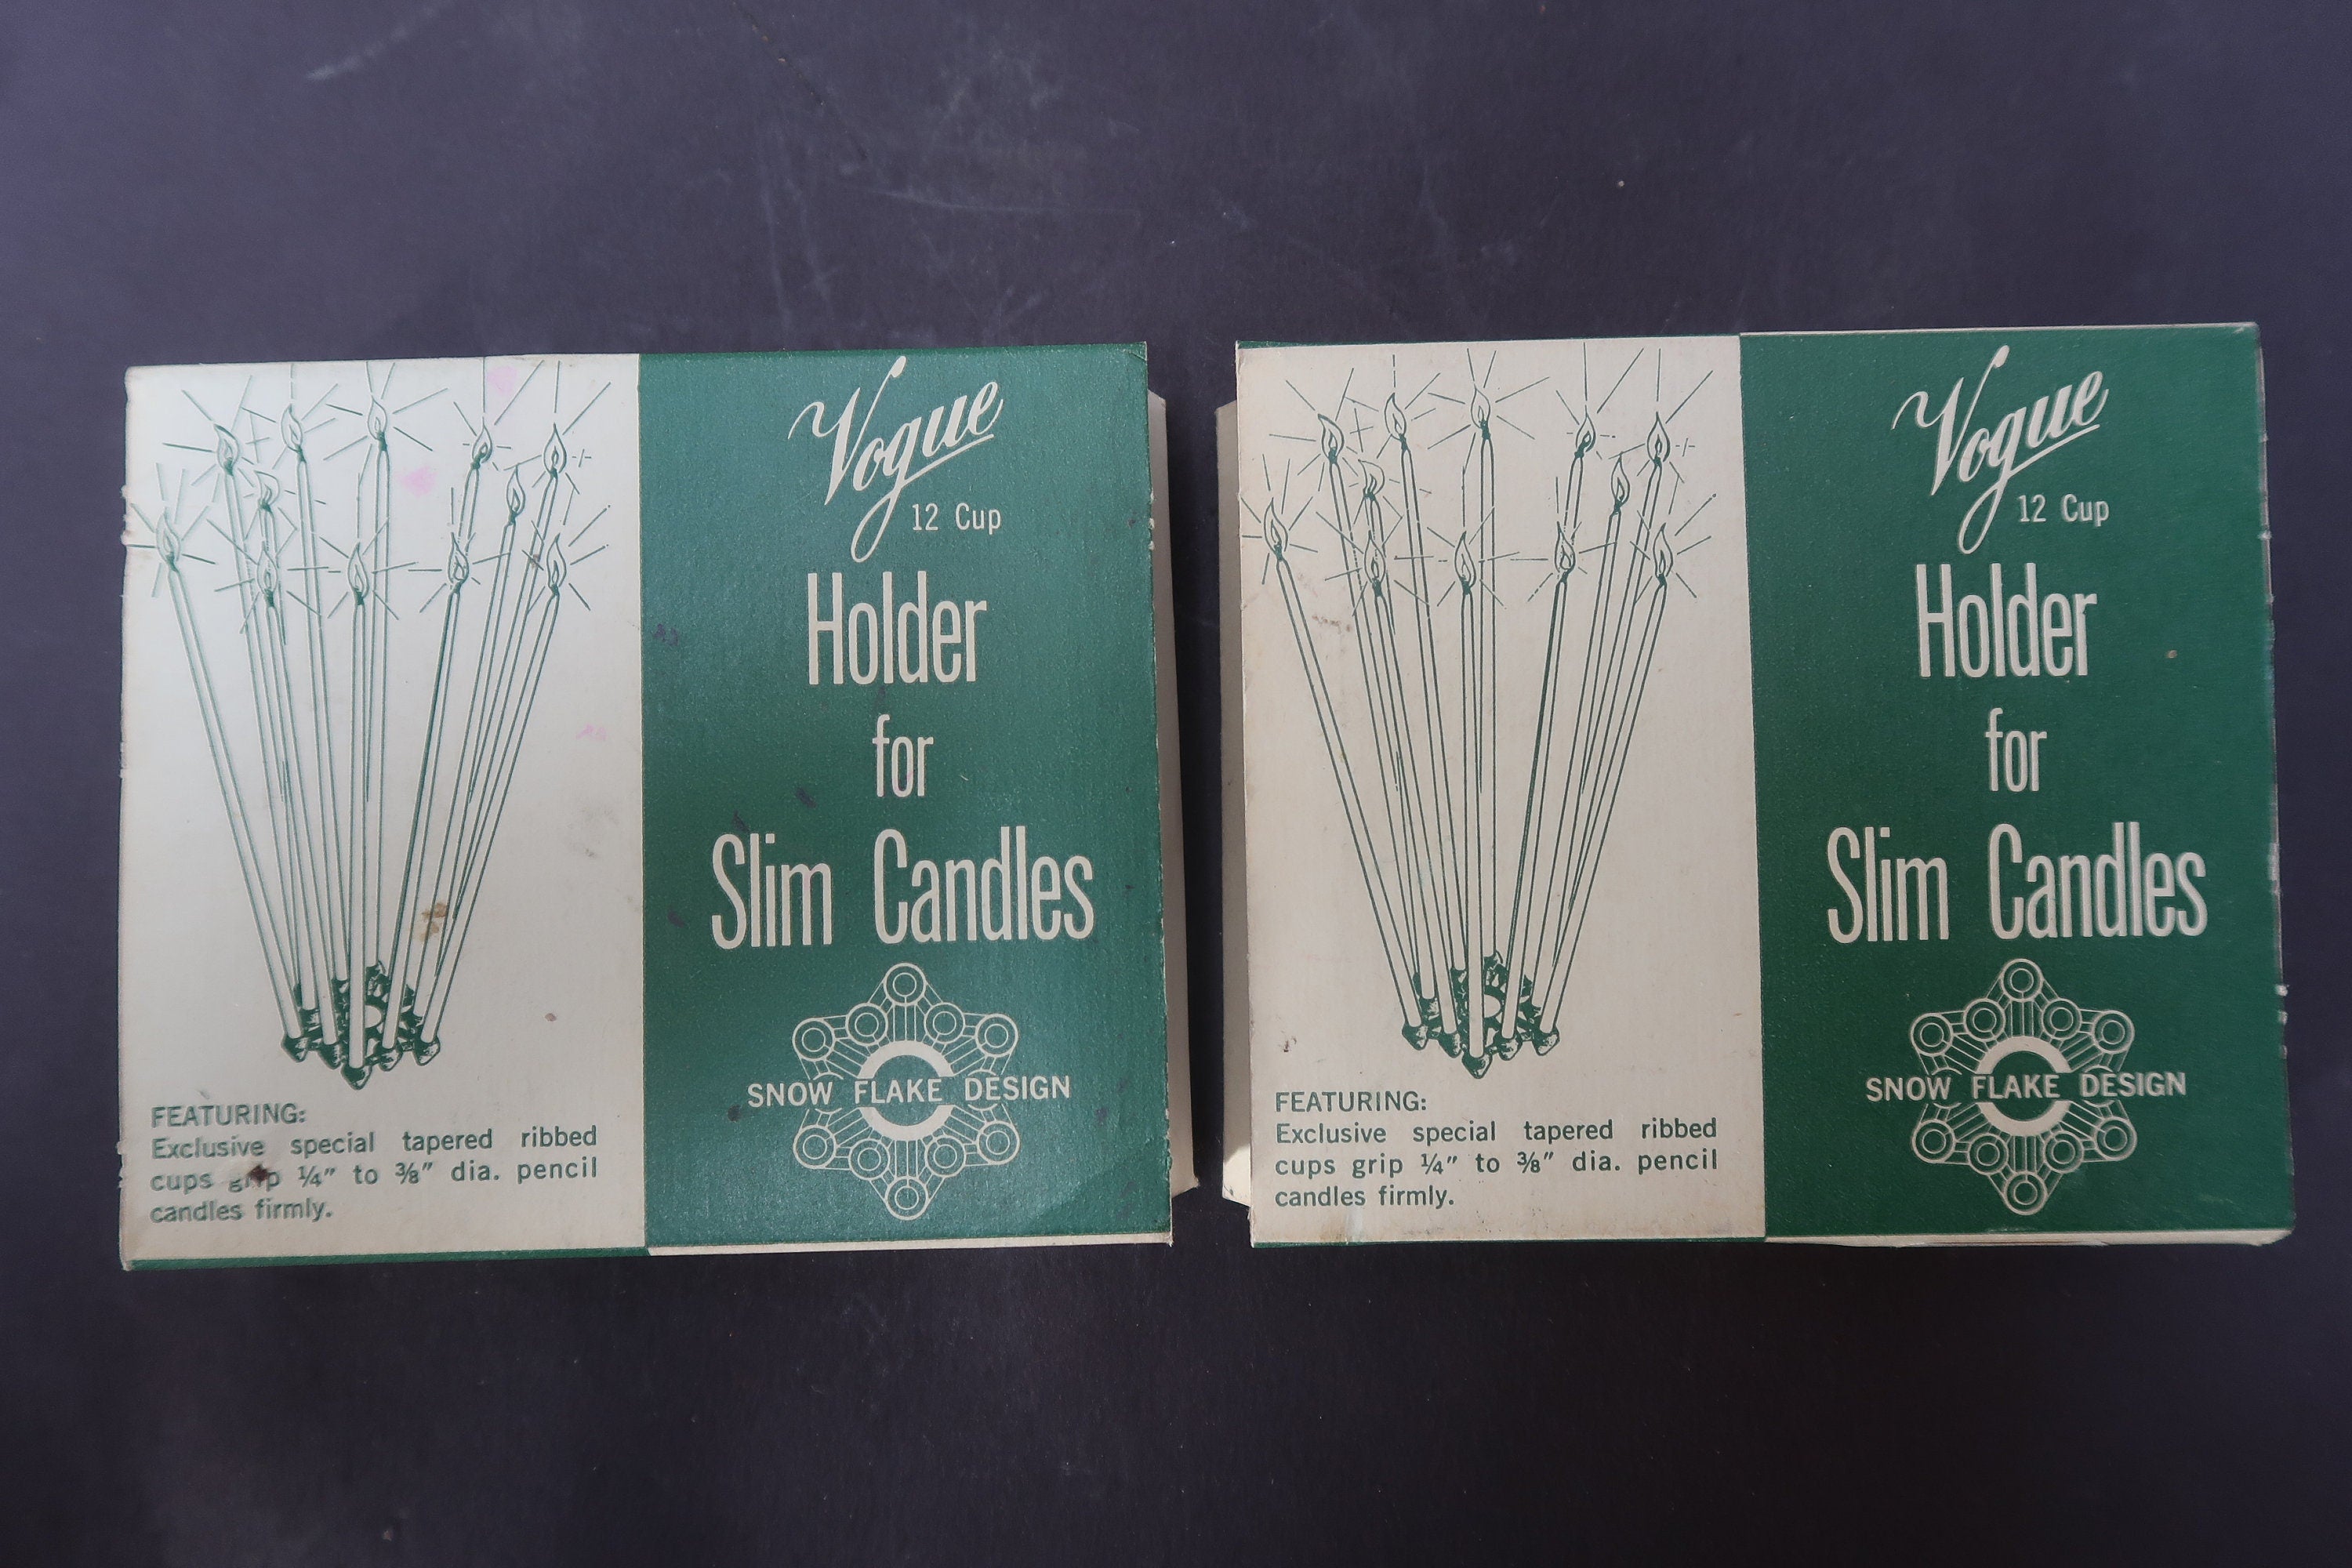 Vogue
12 Cup
Holder
for
Slim Candles
SNOW FLAKE DESIGN
FEATURING:
Exclusive special tapered ribbed
cups grip ¼" to ⅜" dia. pencil
candles firmly.
Vogue
12 Cup
Holder
for
Slim Candles
SNOW FLAKE DESIGN
FEATURING:
Exclusive special tapered ribbed
cups grip ¼" to ⅜" dia. pencil
candles firmly.